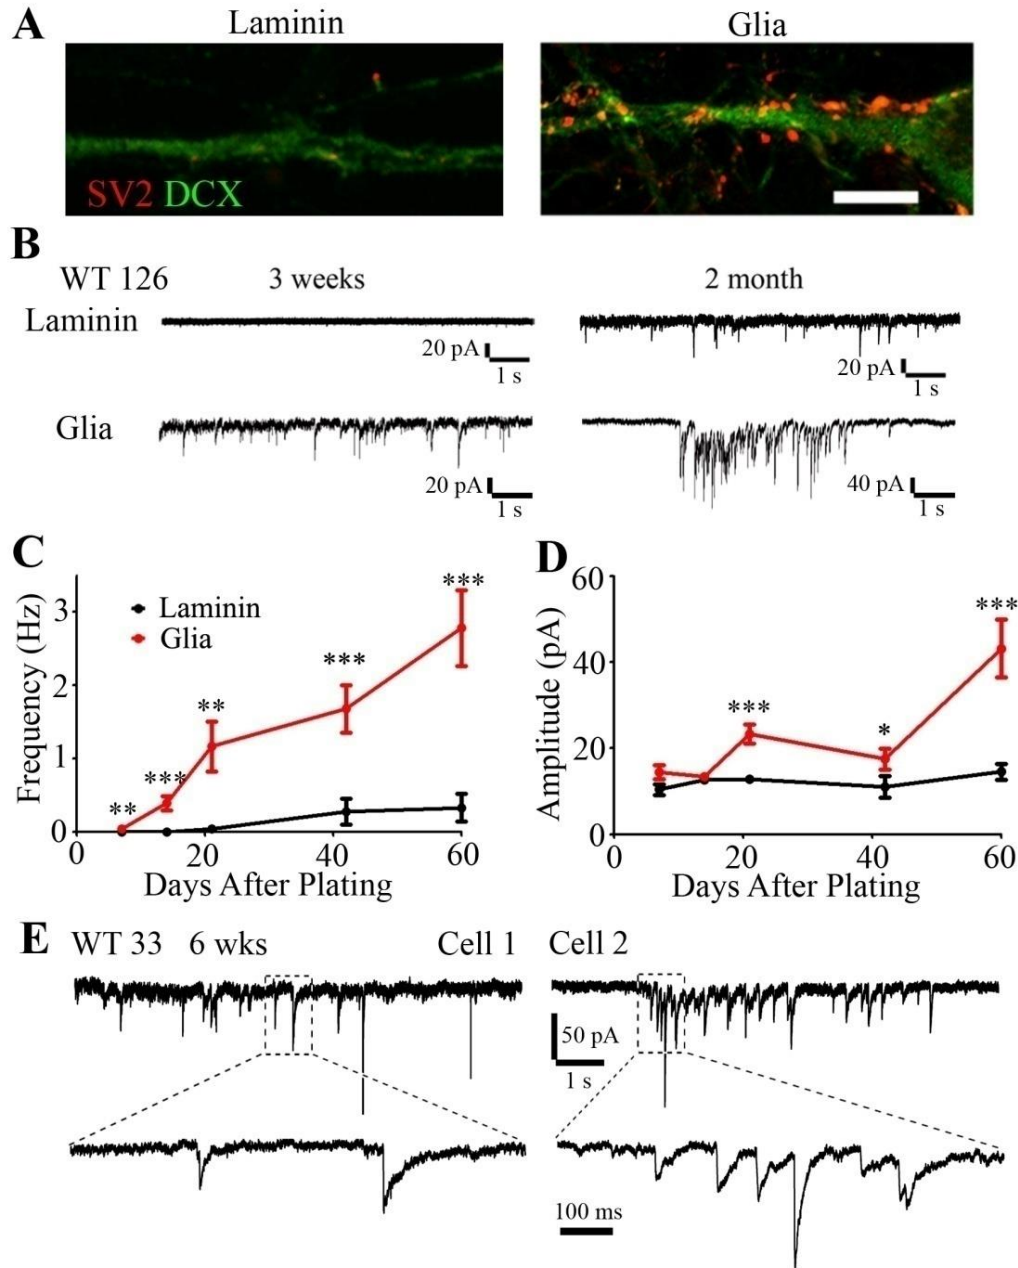 A
Laminin
Glia
SV2 DCX
B
WT 126
3 weeks
2 month
Laminin
20 pA
1 s
20 pA
1 s
Glia
20 pA
1 s
40 pA
1 s
C
Frequency (Hz)
3
2
1
0
Laminin
Glia
**
***
**
***
***
0
20
40
60
Days After Plating
D
Amplitude (pA)
60
40
20
0
***
*
***
0
20
40
60
Days After Plating
E
WT 33
6 wks
Cell 1
Cell 2
50 pA
1 s
100 ms